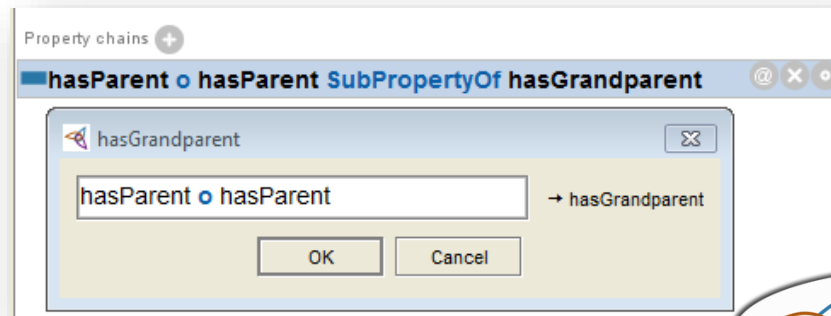 Property chains
hasParent o hasParent SubPropertyOf hasGrandparent
hasGrandparent
hasParent o hasParent → hasGrandparent
OK Cancel